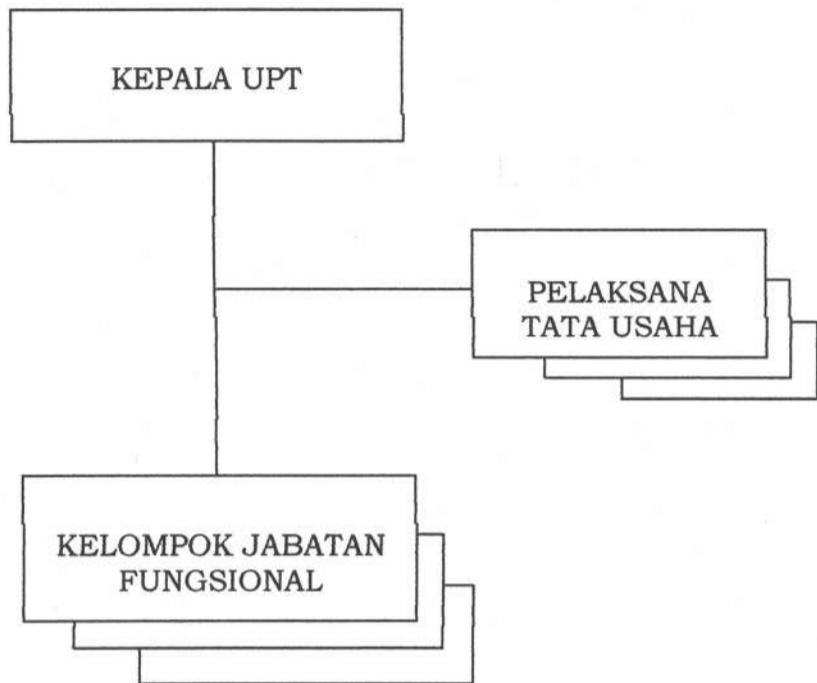 KEPALA UPT
PELAKSANA
TATA USAHA
KELOMPOK JABATAN
FUNGSIONAL